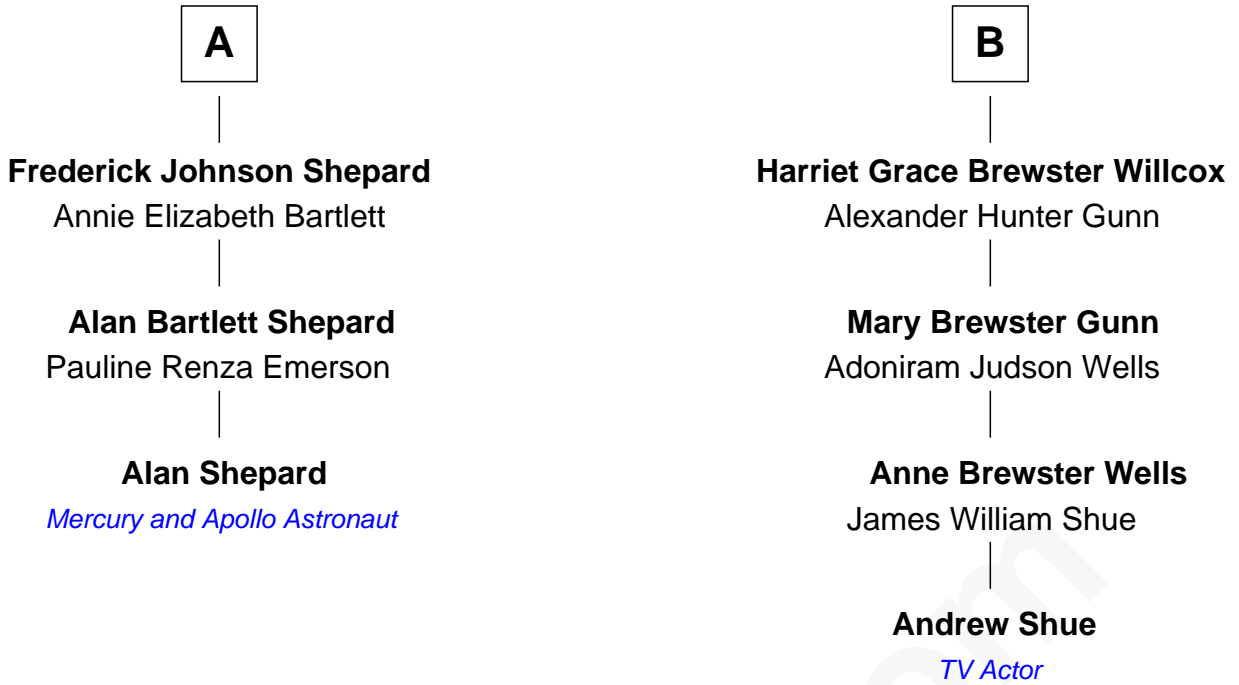 A
Frederick Johnson Shepard
Annie Elizabeth Bartlett
Alan Bartlett Shepard
Pauline Renza Emerson
Alan Shepard
Mercury and Apollo Astronaut
B
Harriet Grace Brewster Willcox
Alexander Hunter Gunn
Mary Brewster Gunn
Adoniram Judson Wells
Anne Brewster Wells
James William Shue
Andrew Shue
TV Actor